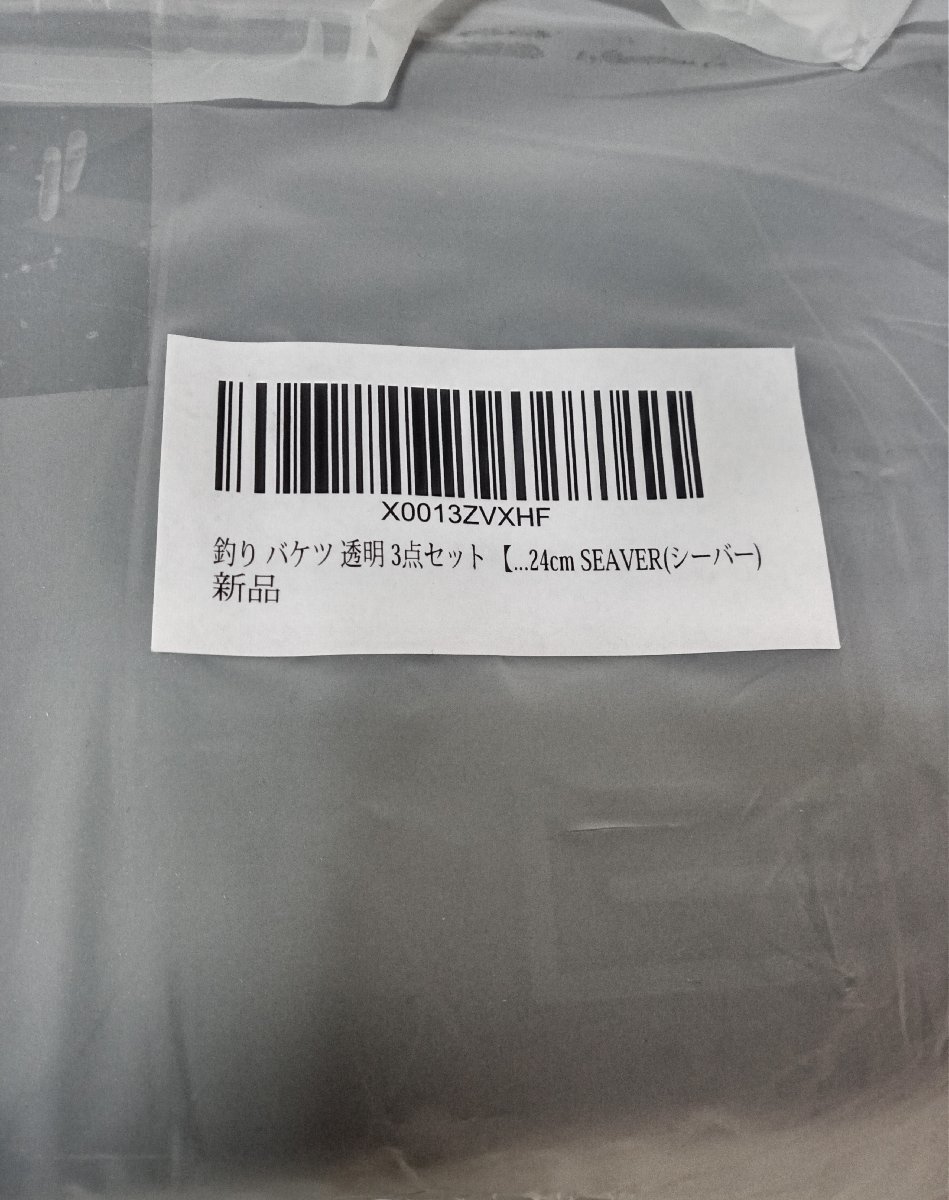 X0013ZVXHF
釣り バケツ 透明 3点セット 【...24cm SEAVER(シーバー)
新品